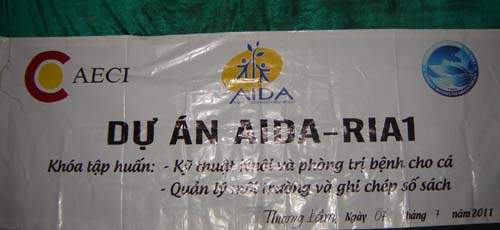 AECI
AIDA
DỰ ÁN AIDA-RIA1
Khóa tập huấn: - Kỹ thuật nuôi và phòng trị bệnh cho cá
- Quản lý môi trường và ghi chép sổ sách
Thượng Lâm, Ngày 07 tháng 7 năm 2011